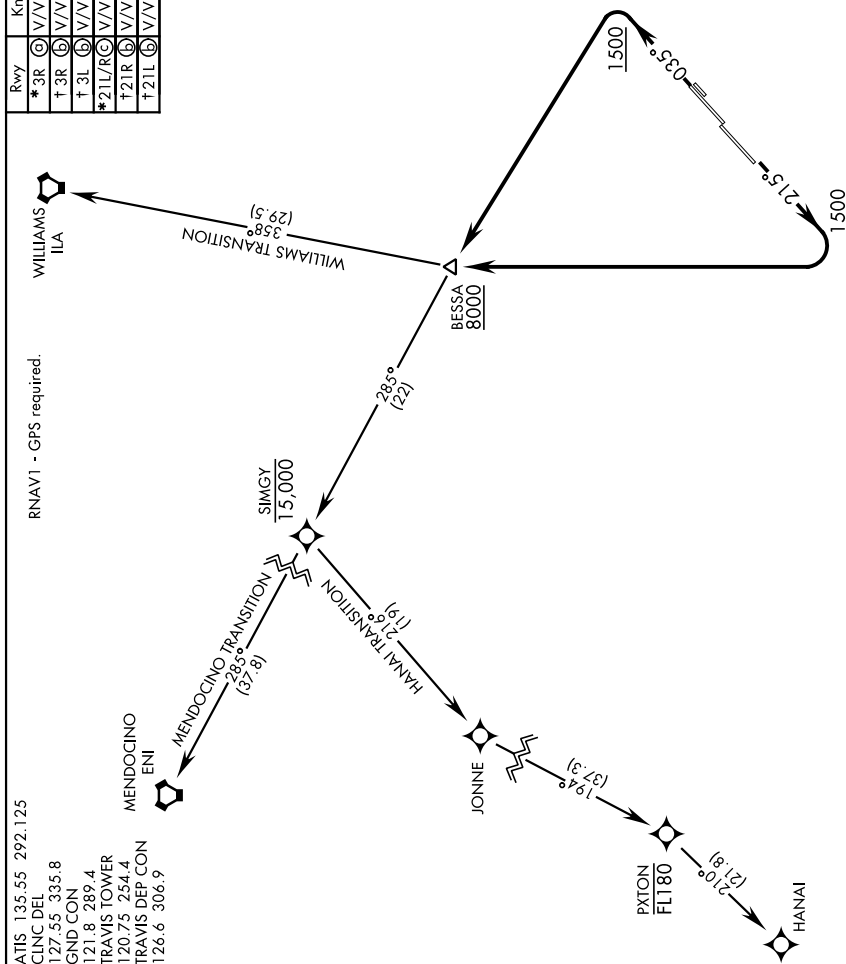 ATIS 135.55 292.125
CLNC DEL
127.55 335.8
GND CON
121.8 289.4
TRAVIS TOWER
120.75 254.4
TRAVIS DEP CON
126.6 306.9
RNAV1 - GPS required.
Rwy Kn
*3R a V/V
†3R b V/V
†3L b V/V
*21L/R c V/V
†21R b V/V
†21L b V/V
WILLIAMS
ILA
WILLIAMS TRANSITION
358°
(29.5)
1500
035°
215°
1500
BESSA
8000
285°
(22)
SIMGY
15,000
MENDOCINO TRANSITION
285°
(37.8)
MENDOCINO
ENI
HANAI TRANSITION
216°
(19)
JONNE
194°
(37.3)
PXTON
FL180
210°
(21.8)
HANAI